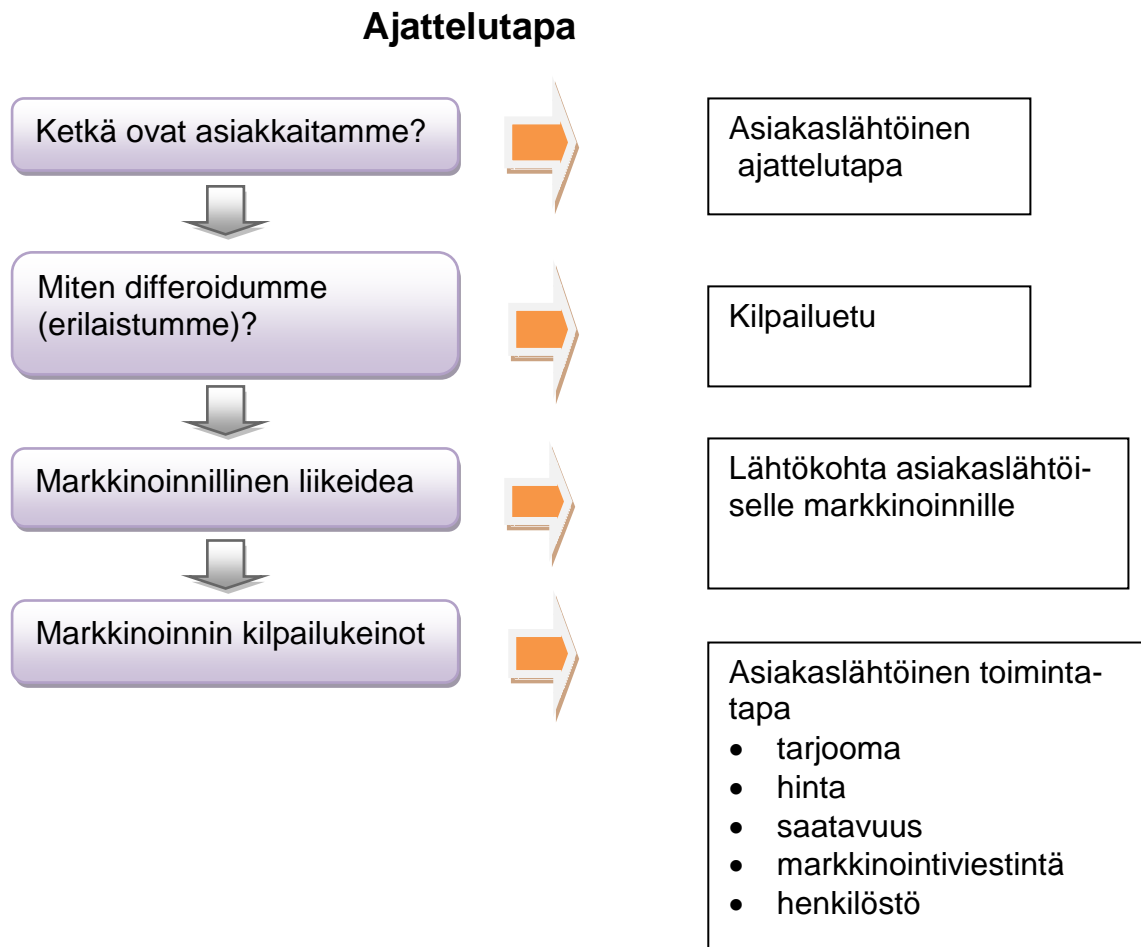 Ajattelutapa
Ketkä ovat asiakkaitamme?
Asiakaslähtöinen
ajattelutapa
Miten differoidumme
(erilaistumme)?
Kilpailuetu
Markkinoinnillinen liikeidea
Lähtökohta asiakaslähtöi-
selle markkinoinnille
Markkinoinnin kilpailukeinot
Asiakaslähtöinen toiminta-
tapa
• tarjooma
• hinta
• saatavuus
• markkinointiviestintä
• henkilöstö